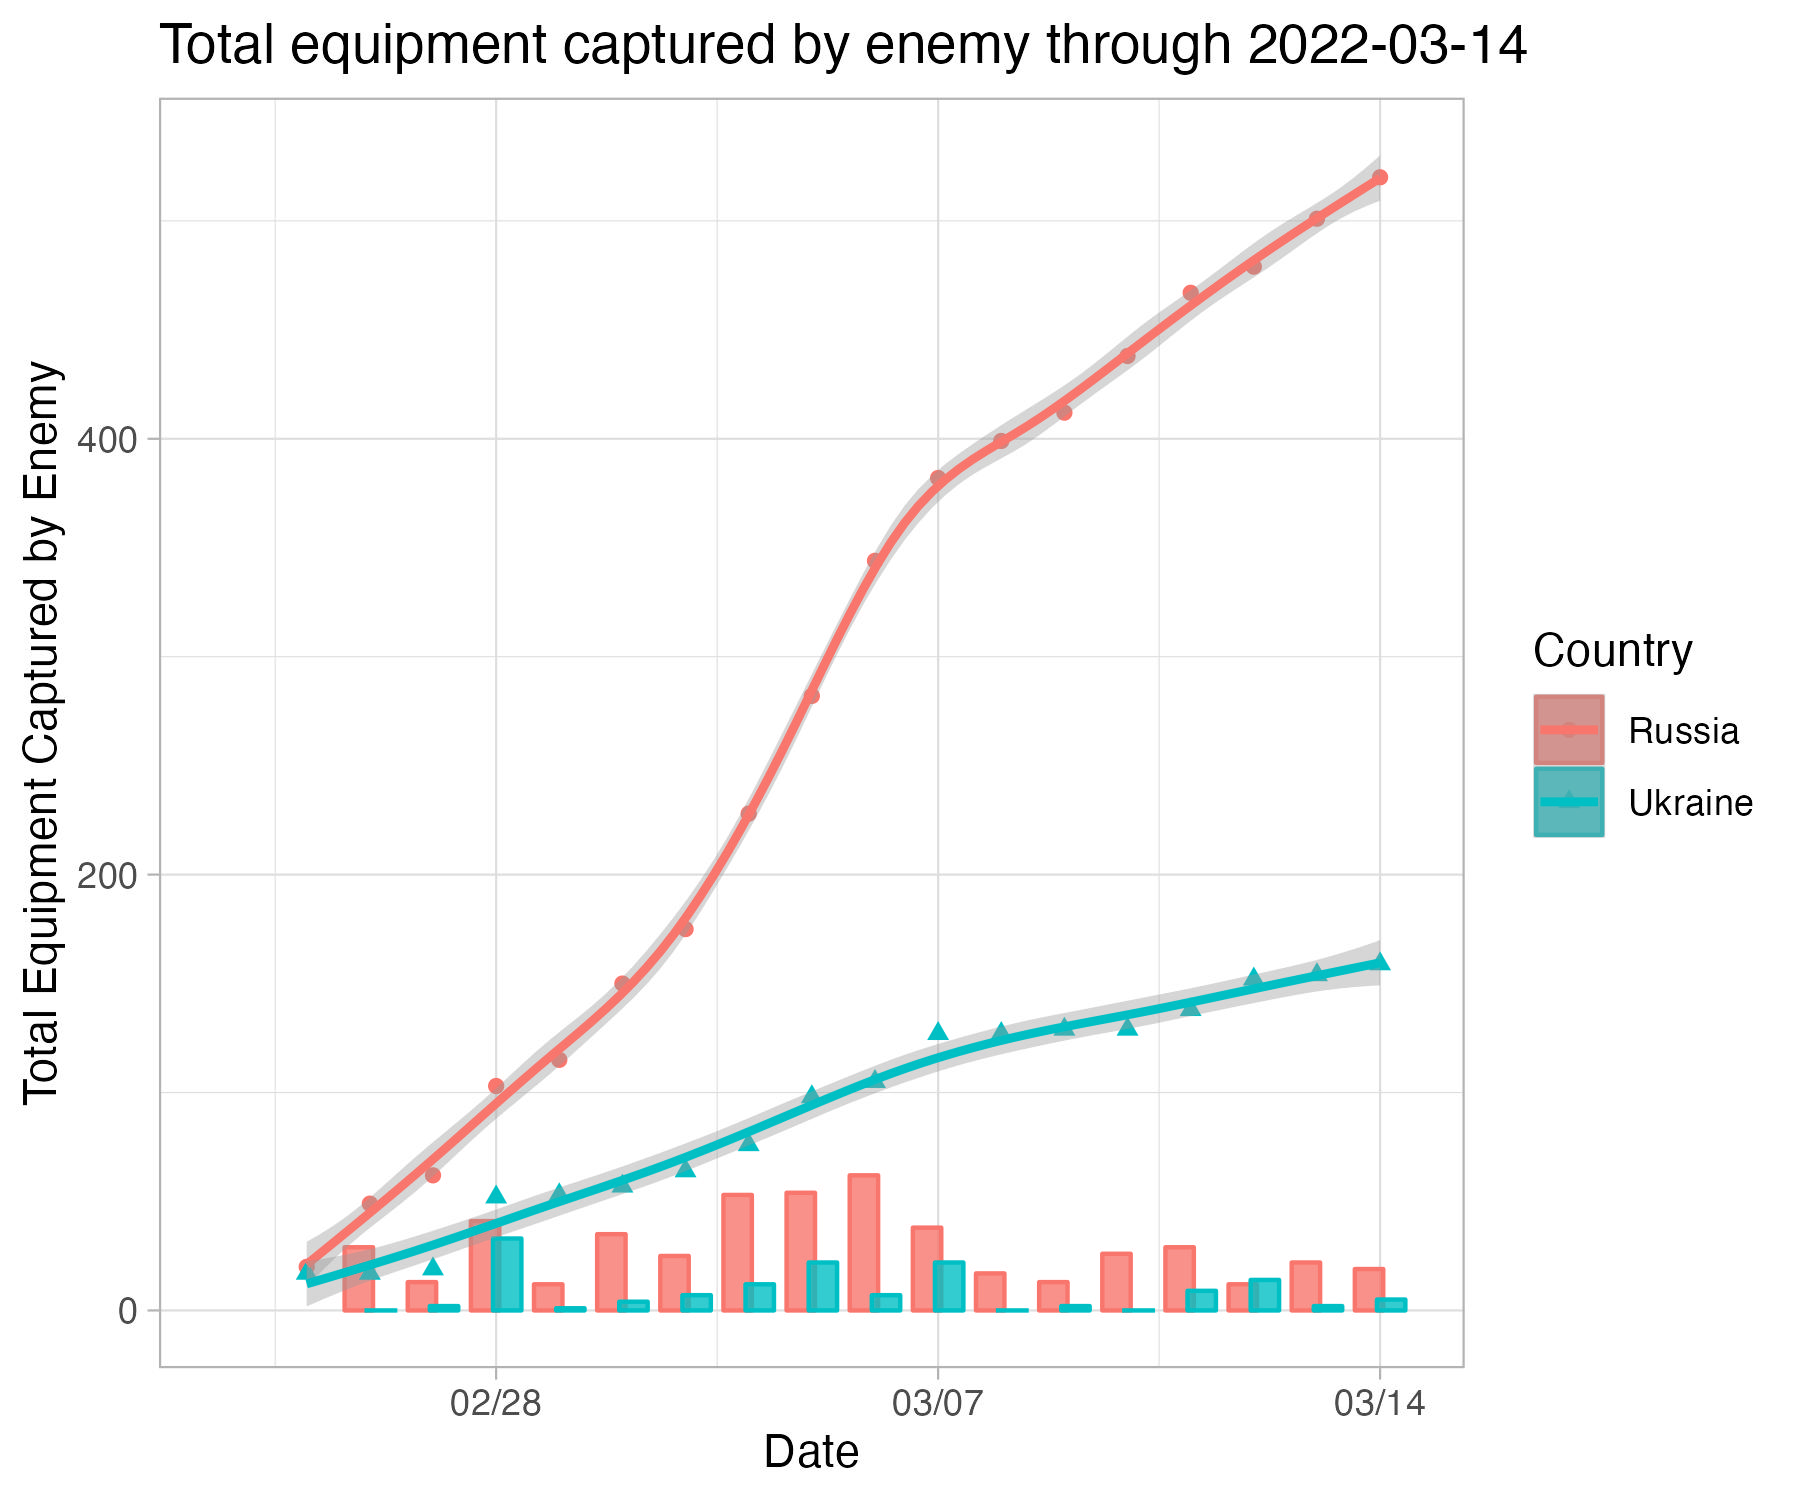 Total equipment captured by enemy through 2022-03-14
Total Equipment Captured by Enemy
400
200
0
02/28
03/07
03/14
Date
Country
Russia
Ukraine